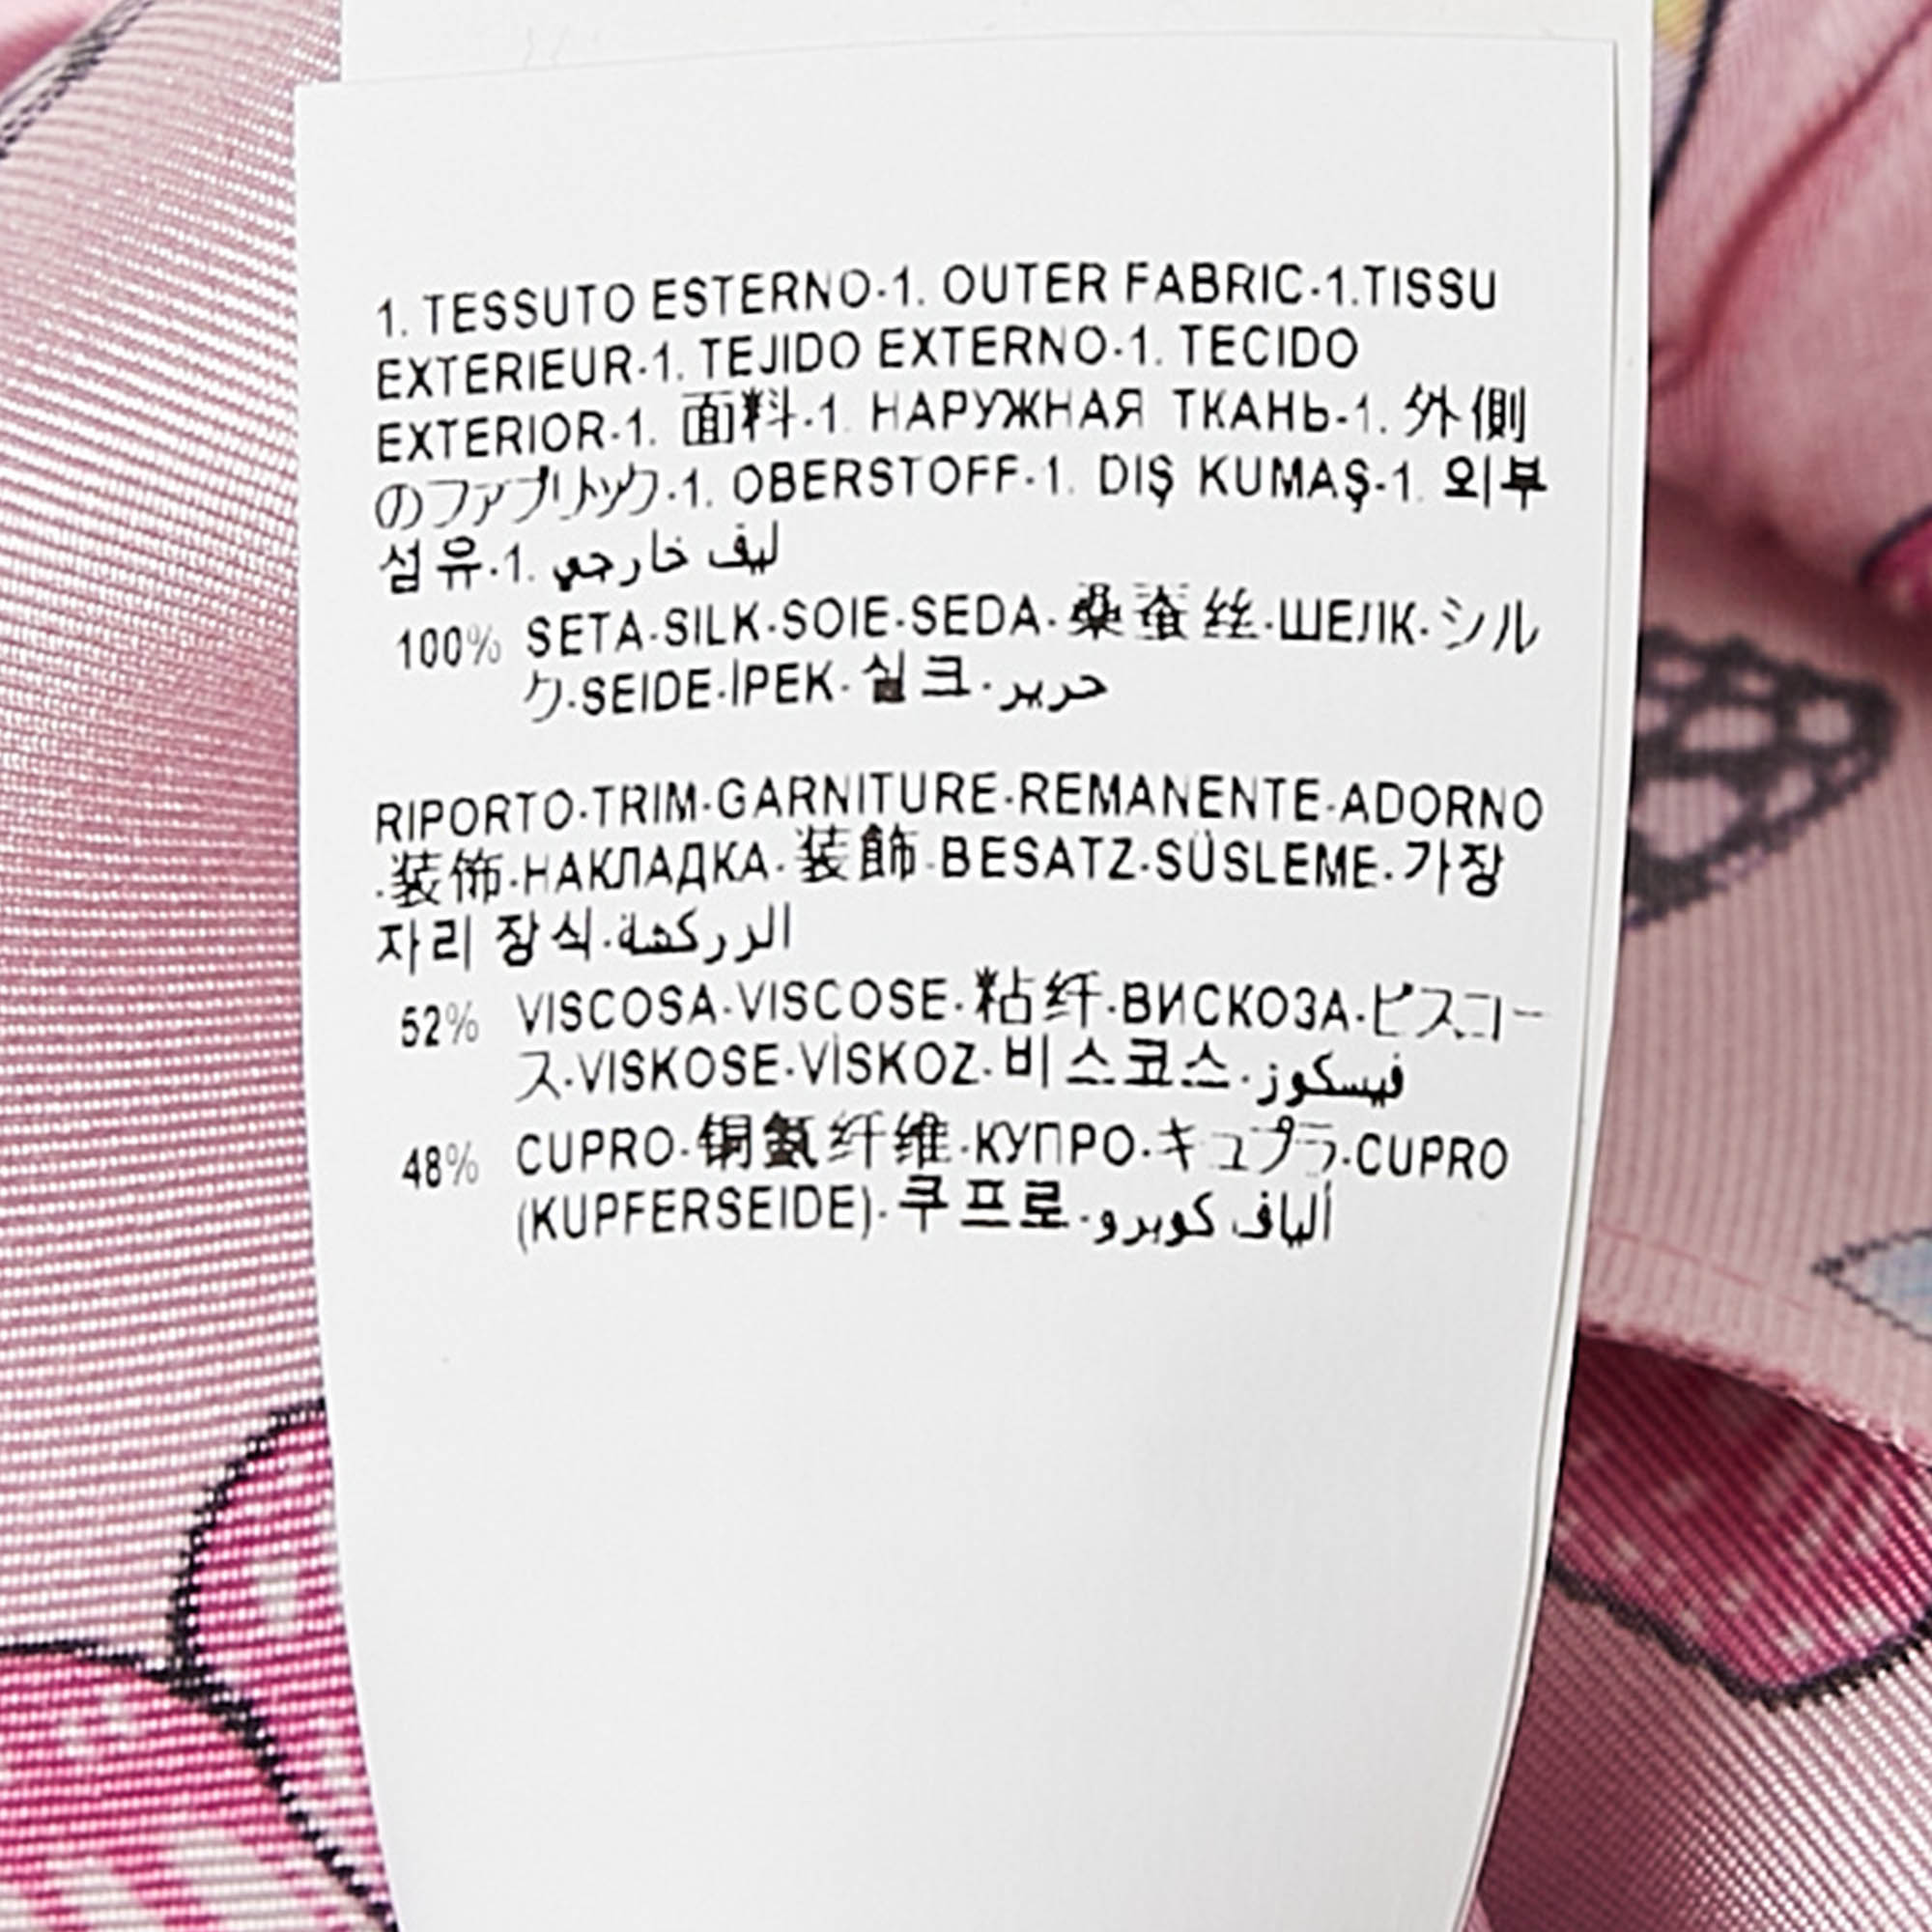 1. TESSUTO ESTERNO-1. OUTER FABRIC-1.TISSU
EXTERIEUR-1. TEJIDO EXTERNO-1. TECIDO
EXTERIOR-1. 面料-1. НАРУЖНАЯ ТКАНЬ-1. 外側
のファブリック-1. OBERSTOFF-1. DIŞ KUMAŞ-1. 외부
섬유-1. ليف خارجي
100% SETA-SILK-SOIE-SEDA-桑蚕丝-ШЕЛК-シル
ク-SEIDE-İPEK-실크-حرير
RIPORTO-TRIM-GARNITURE-REMANENTE-ADORNO
-装饰-НАКЛАДКА-装飾-BESATZ-SÜSLEME-가장
자리 장식-الزركشة
52% VISCOSA-VISCOSE-粘纤-ВИСКОЗА-ビスコー
ス-VISKOSE-VİSKOZ-비스코스-فيسكوز
48% CUPRO-铜氨纤维-КУПРО-キュプラ-CUPRO
(KUPFERSEIDE)-쿠프로-ألياف كوبرو